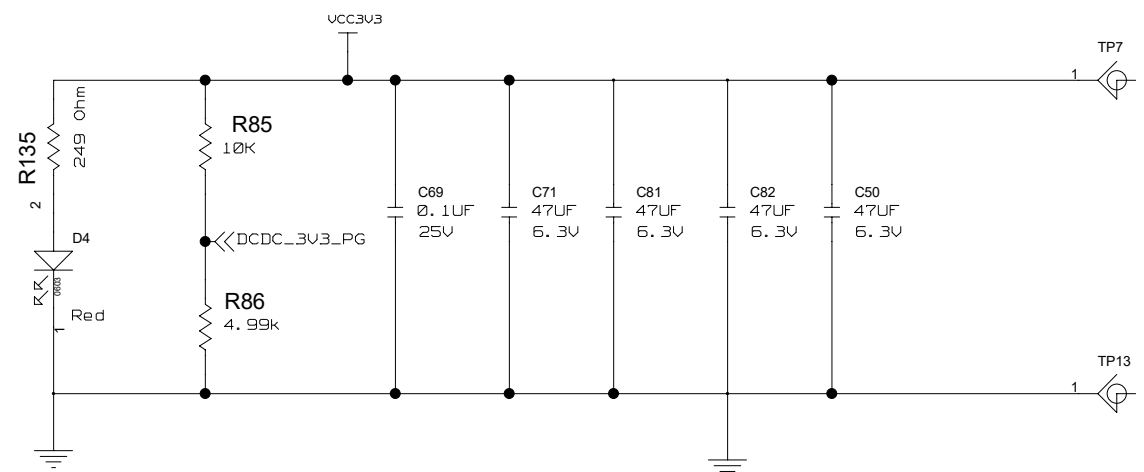 VCC3V3
TP7
1
R135
249 Ohm
R85
10K
2
D4
0603
Red
1
DCDC_3V3_PG
R86
4.99k
C69
0.1UF
25V
C71
47UF
6.3V
C81
47UF
6.3V
C82
47UF
6.3V
C50
47UF
6.3V
TP13
1